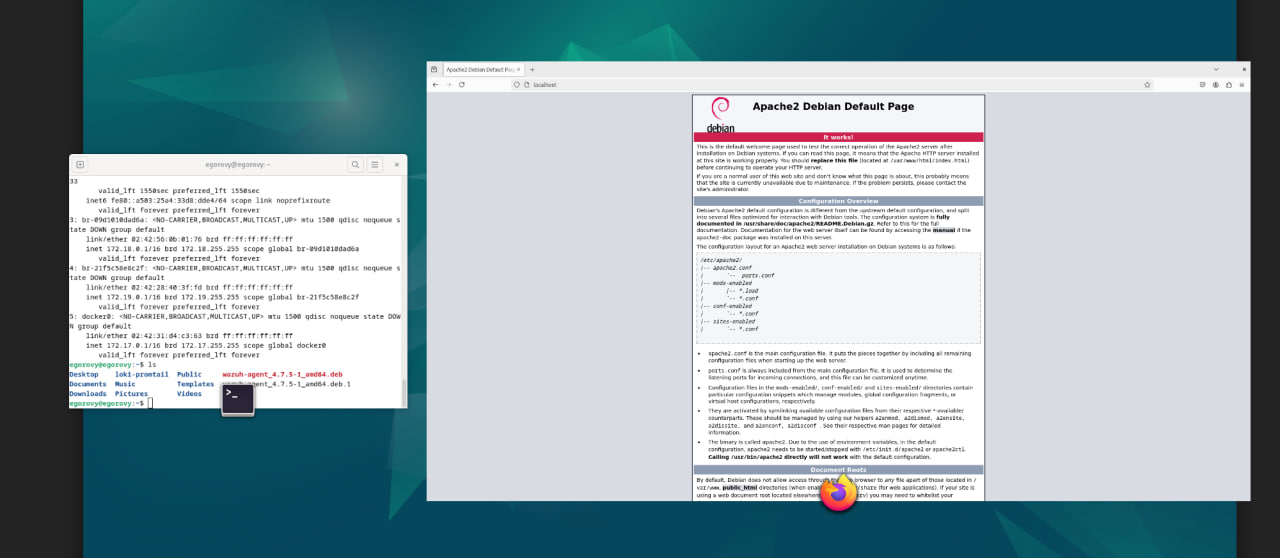 egorovy@egorovy: ~
33
valid_lft 1550sec preferred_lft 1550sec
inet6 fe80::a503:25a4:33d8:dde4/64 scope link noprefixroute
valid_lft forever preferred_lft forever
3: br-09d1010dad6a: <NO-CARRIER,BROADCAST,MULTICAST,UP> mtu 1500 qdisc noqueue s
tate DOWN group default
link/ether 02:42:56:0b:01:76 brd ff:ff:ff:ff:ff:ff
inet 172.18.0.1/16 brd 172.18.255.255 scope global br-09d1010dad6a
valid_lft forever preferred_lft forever
4: br-21f5c58e8c2f: <NO-CARRIER,BROADCAST,MULTICAST,UP> mtu 1500 qdisc noqueue s
tate DOWN group default
link/ether 02:42:28:40:3f:fd brd ff:ff:ff:ff:ff:ff
inet 172.19.0.1/16 brd 172.19.255.255 scope global br-21f5c58e8c2f
valid_lft forever preferred_lft forever
5: docker0: <NO-CARRIER,BROADCAST,MULTICAST,UP> mtu 1500 qdisc noqueue state DOW
N group default
link/ether 02:42:31:d4:c3:63 brd ff:ff:ff:ff:ff:ff
inet 172.17.0.1/16 brd 172.17.255.255 scope global docker0
valid_lft forever preferred_lft forever
egorovy@egorovy:~$ ls
Desktop loki-promtail Public wazuh-agent_4.7.5-1_amd64.deb
Documents Music Templates wazuh-agent_4.7.5-1_amd64.deb.1
Downloads Pictures Videos
egorovy@egorovy:~$
>_
Apache2 Debian Default Pag
localhost
debian
Apache2 Debian Default Page
It works!
This is the default welcome page used to test the correct operation of the Apache2 server after
installation on Debian systems. If you can read this page, it means that the Apache HTTP server installed
at this site is working properly. You should replace this file (located at /var/www/html/index.html)
before continuing to operate your HTTP server.
If you are a normal user of this web site and don't know what this page is about, this probably means
that the site is currently unavailable due to maintenance. If the problem persists, please contact the
site's administrator.
Configuration Overview
Debian's Apache2 default configuration is different from the upstream default configuration, and split
into several files optimized for interaction with Debian tools. The configuration system is fully
documented in /usr/share/doc/apache2/README.Debian.gz. Refer to this for the full
documentation. Documentation for the web server itself can be found by accessing the manual if the
apache2-doc package was installed on this server.
The configuration layout for an Apache2 web server installation on Debian systems is as follows:
/etc/apache2/
|-- apache2.conf
| `-- ports.conf
|-- mods-enabled
| |-- *.load
| `-- *.conf
|-- conf-enabled
| `-- *.conf
|-- sites-enabled
| `-- *.conf
• apache2.conf is the main configuration file. It puts the pieces together by including all remaining
configuration files when starting up the web server.
• ports.conf is always included from the main configuration file. It is used to determine the
listening ports for incoming connections, and this file can be customized anytime.
• Configuration files in the mods-enabled/, conf-enabled/ and sites-enabled/ directories contain
particular configuration snippets which manage modules, global configuration fragments, or
virtual host configurations, respectively.
• They are activated by symlinking available configuration files from their respective *-available/
counterparts. These should be managed by using our helpers a2enmod, a2dismod, a2ensite,
a2dissite, and a2enconf, a2disconf . See their respective man pages for detailed
information.
• The binary is called apache2. Due to the use of environment variables, in the default
configuration, apache2 needs to be started/stopped with /etc/init.d/apache2 or apache2ctl.
Calling /usr/bin/apache2 directly will not work with the default configuration.
Document Roots
By default, Debian does not allow access through browser to any file apart of those located in /
var/www, public_html directories (when share (for web applications). If your site is
using a web document root located elsewhere you may need to whitelist your